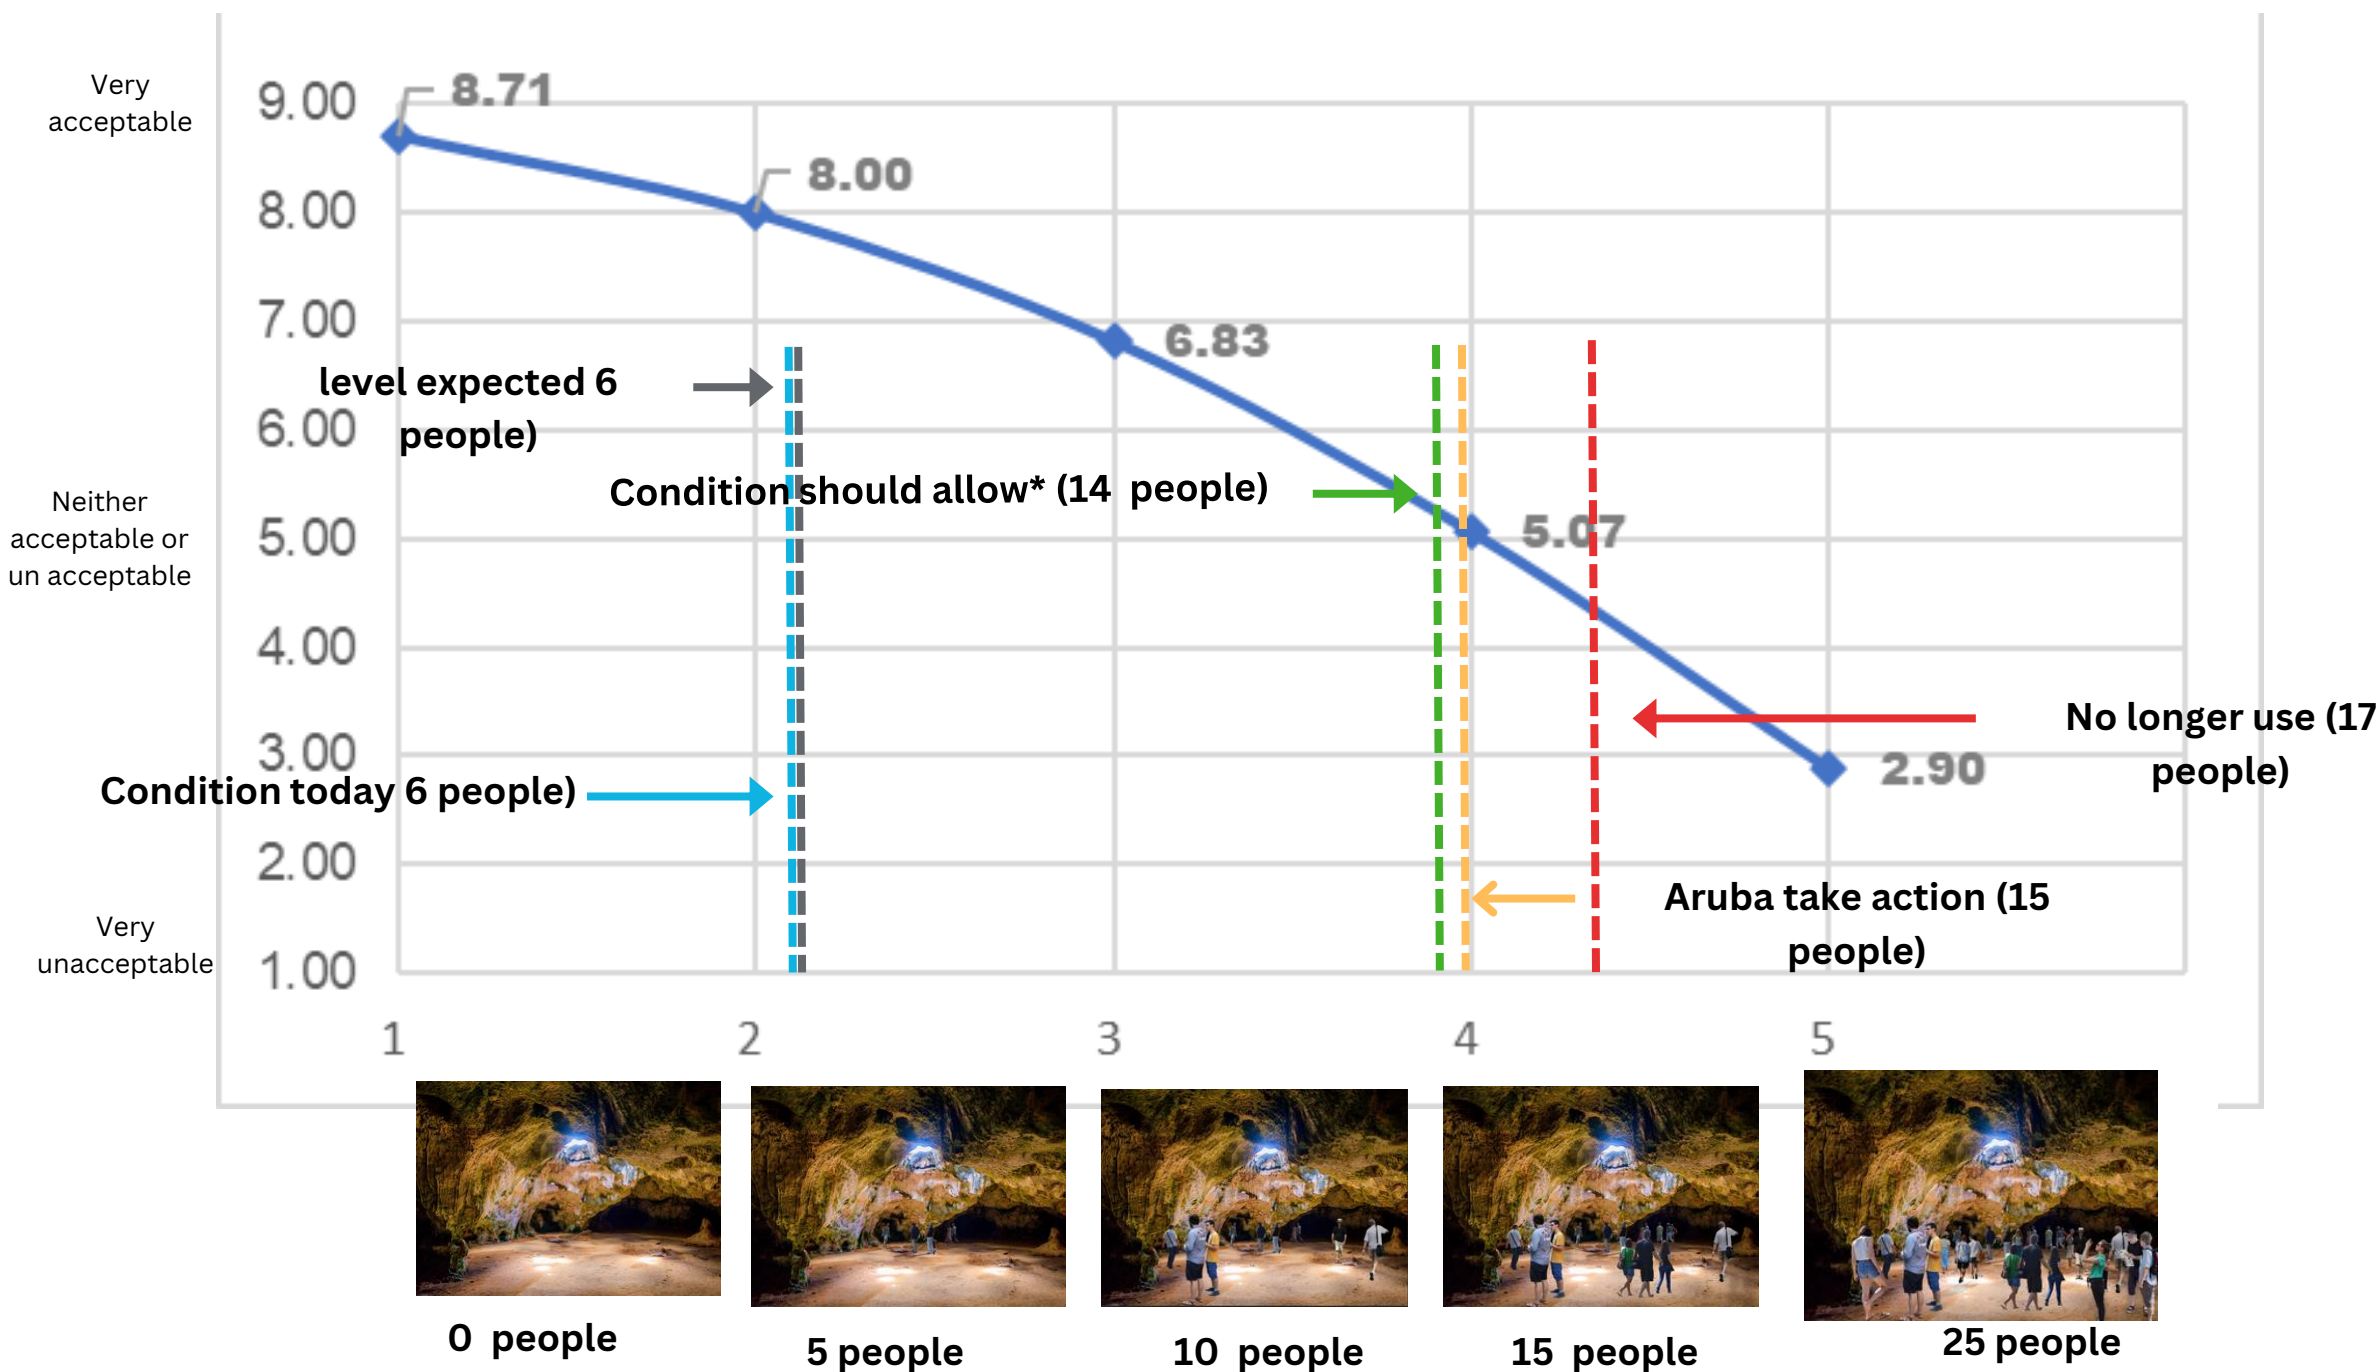 Very
acceptable
9.00
8.71
8.00
8.00
7.00
6.83
level expected 6
people)
6.00
Condition should allow* (14 people)
Neither
acceptable or
un acceptable
5.00
5.07
4.00
No longer use (17
people)
3.00
2.90
Condition today 6 people)
2.00
Aruba take action (15
people)
Very
unacceptable
1.00
1 2 3 4 5
0 people 5 people 10 people 15 people 25 people